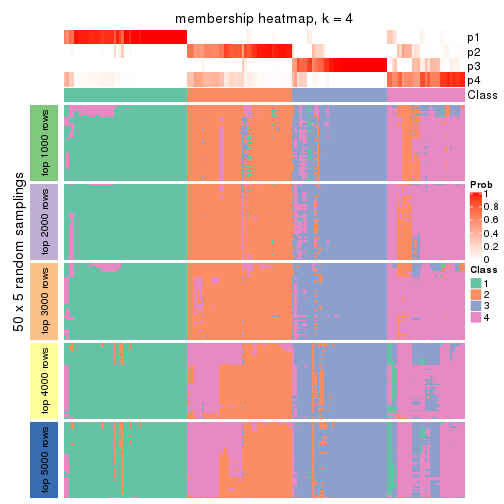 membership heatmap, k = 4
p1
p2
p3
p4
Class
50 x 5 random samplings
top 1000 rows
top 2000 rows
top 3000 rows
top 4000 rows
top 5000 rows
Prob
1
0.8
0.6
0.4
0.2
0
Class
1
2
3
4